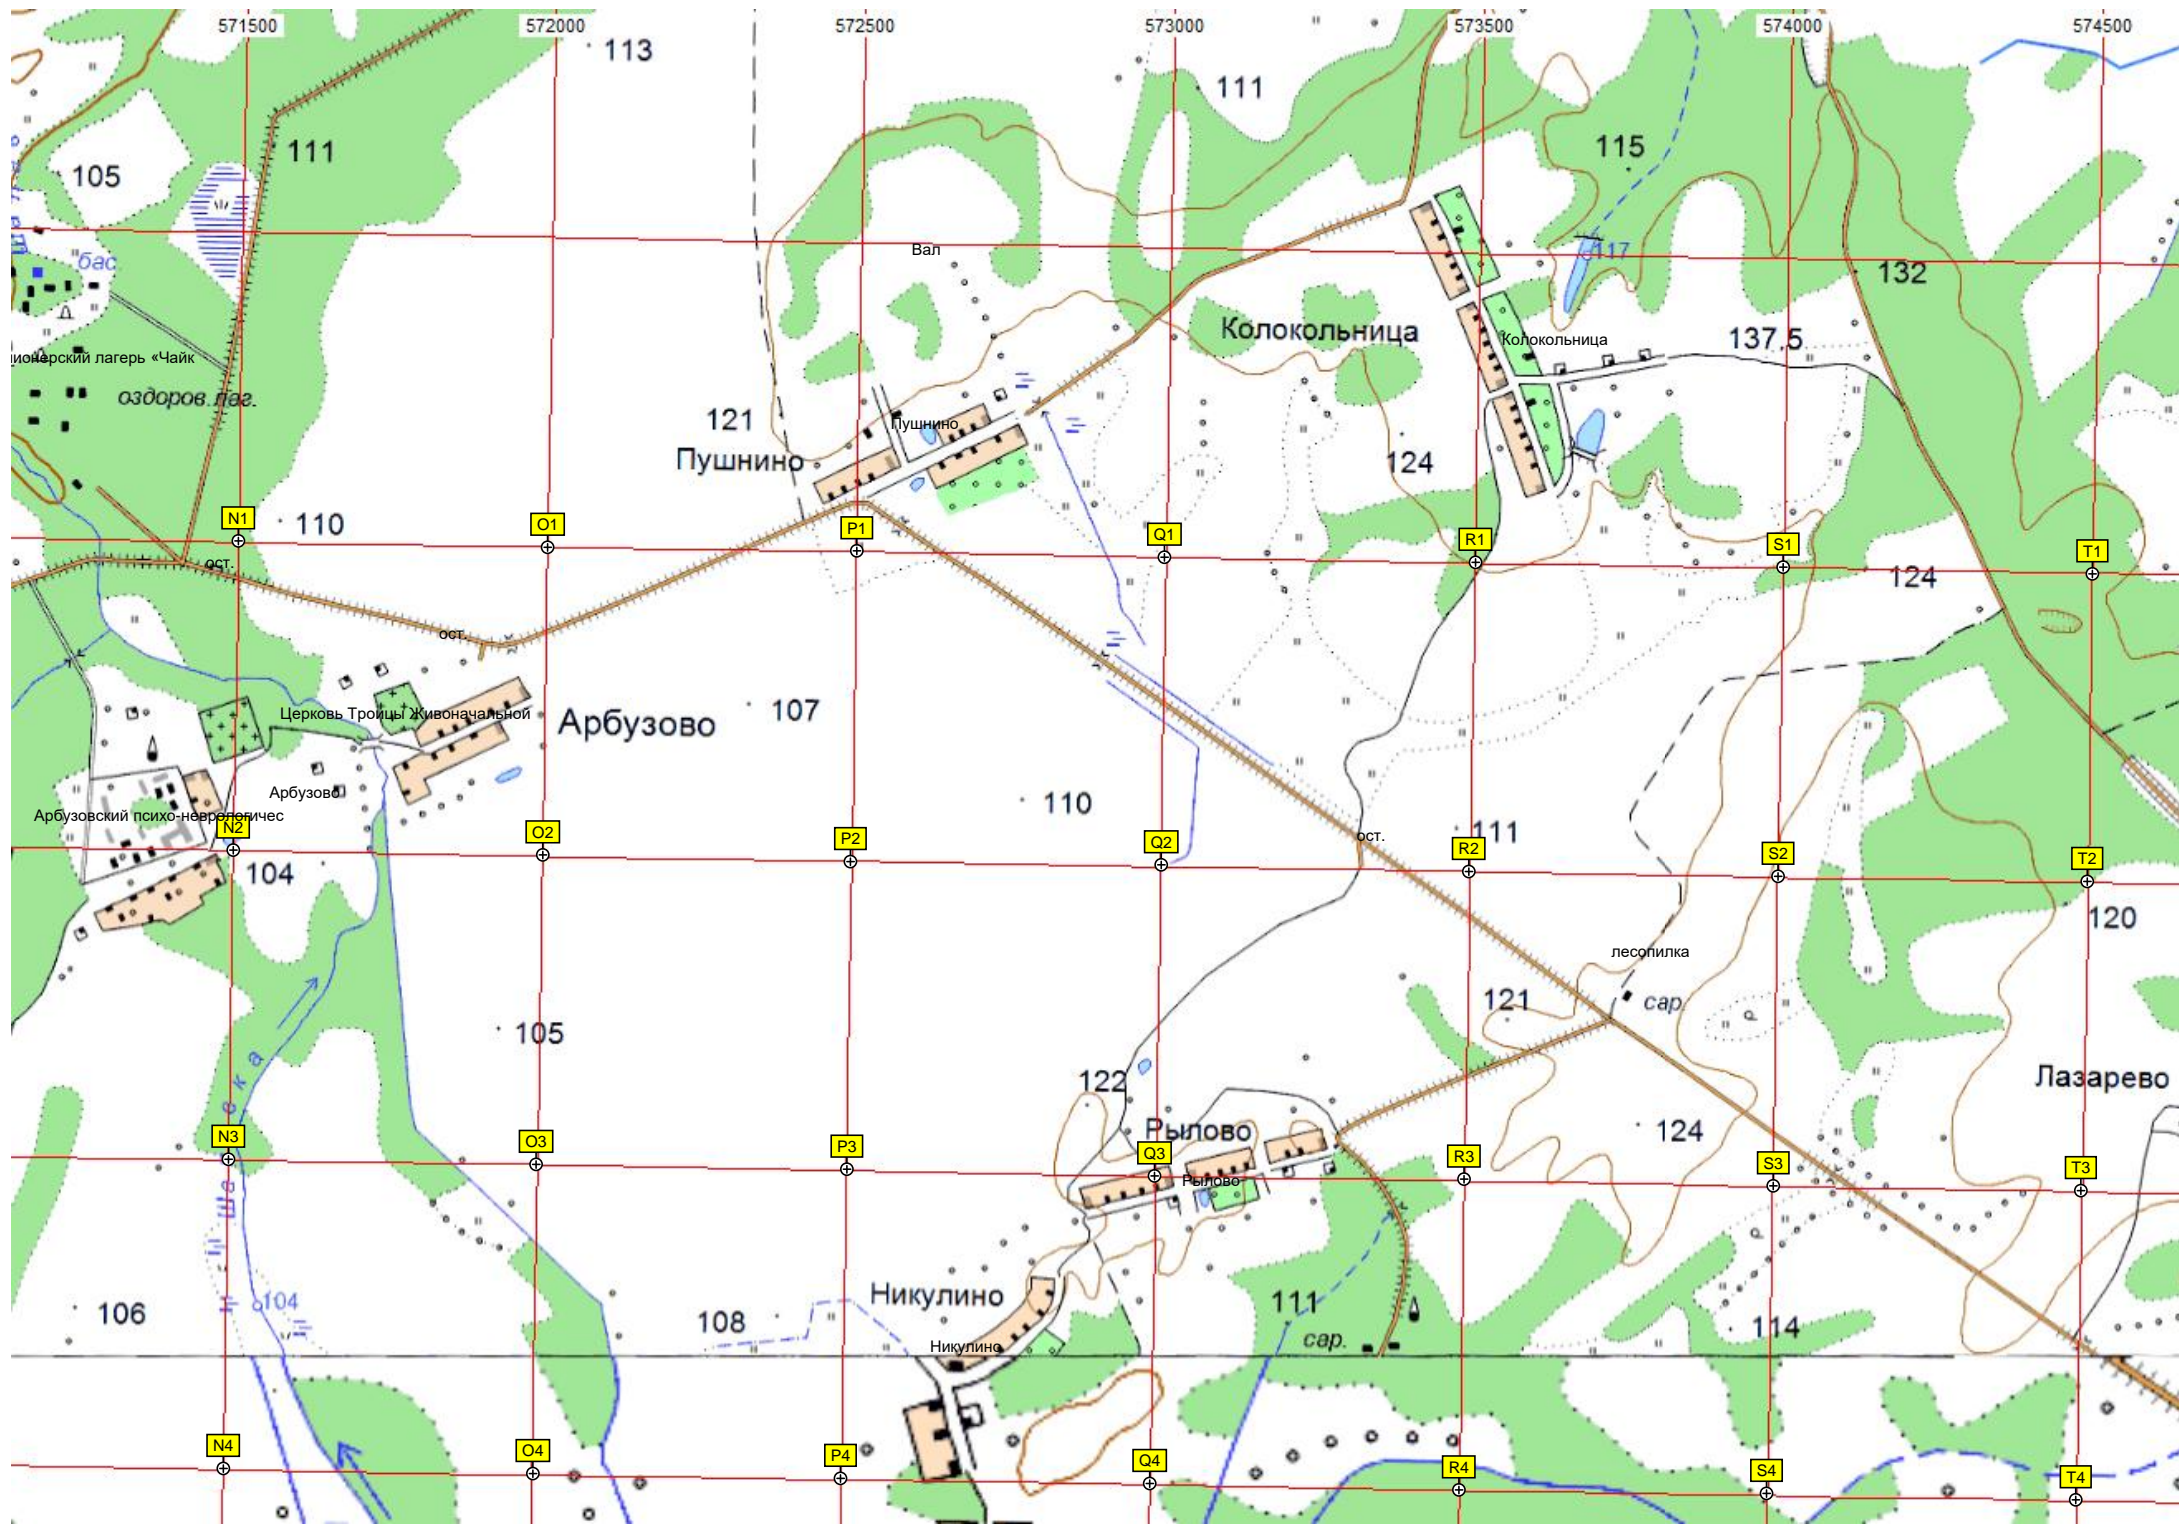 571500 572000 572500 573000 573500 574000 574500
113
111
115
111
105
117
бас
Вал
132
Колокольница
Колокольница
137,5
ионерский лагерь «Чайк
оздоров.лаг.
121
Пушнино
Пушнино
124
N1
110
O1
P1
Q1
R1
S1
T1
ост.
124
ост.
Церковь Троицы Живоначальной
Арбузово
107
Арбузово
110
Арбузовский психо-неврологичес
N2
O2
P2
Q2
ост.
111
R2
S2
T2
104
120
лесопилка
121
сар.
105
Шаега
122
Лазарево
Рылово
124
N3
O3
P3
Q3
R3
S3
T3
Рылово
Никулино
106
104
108
111
114
сар.
Никулино
N4
O4
P4
Q4
R4
S4
T4